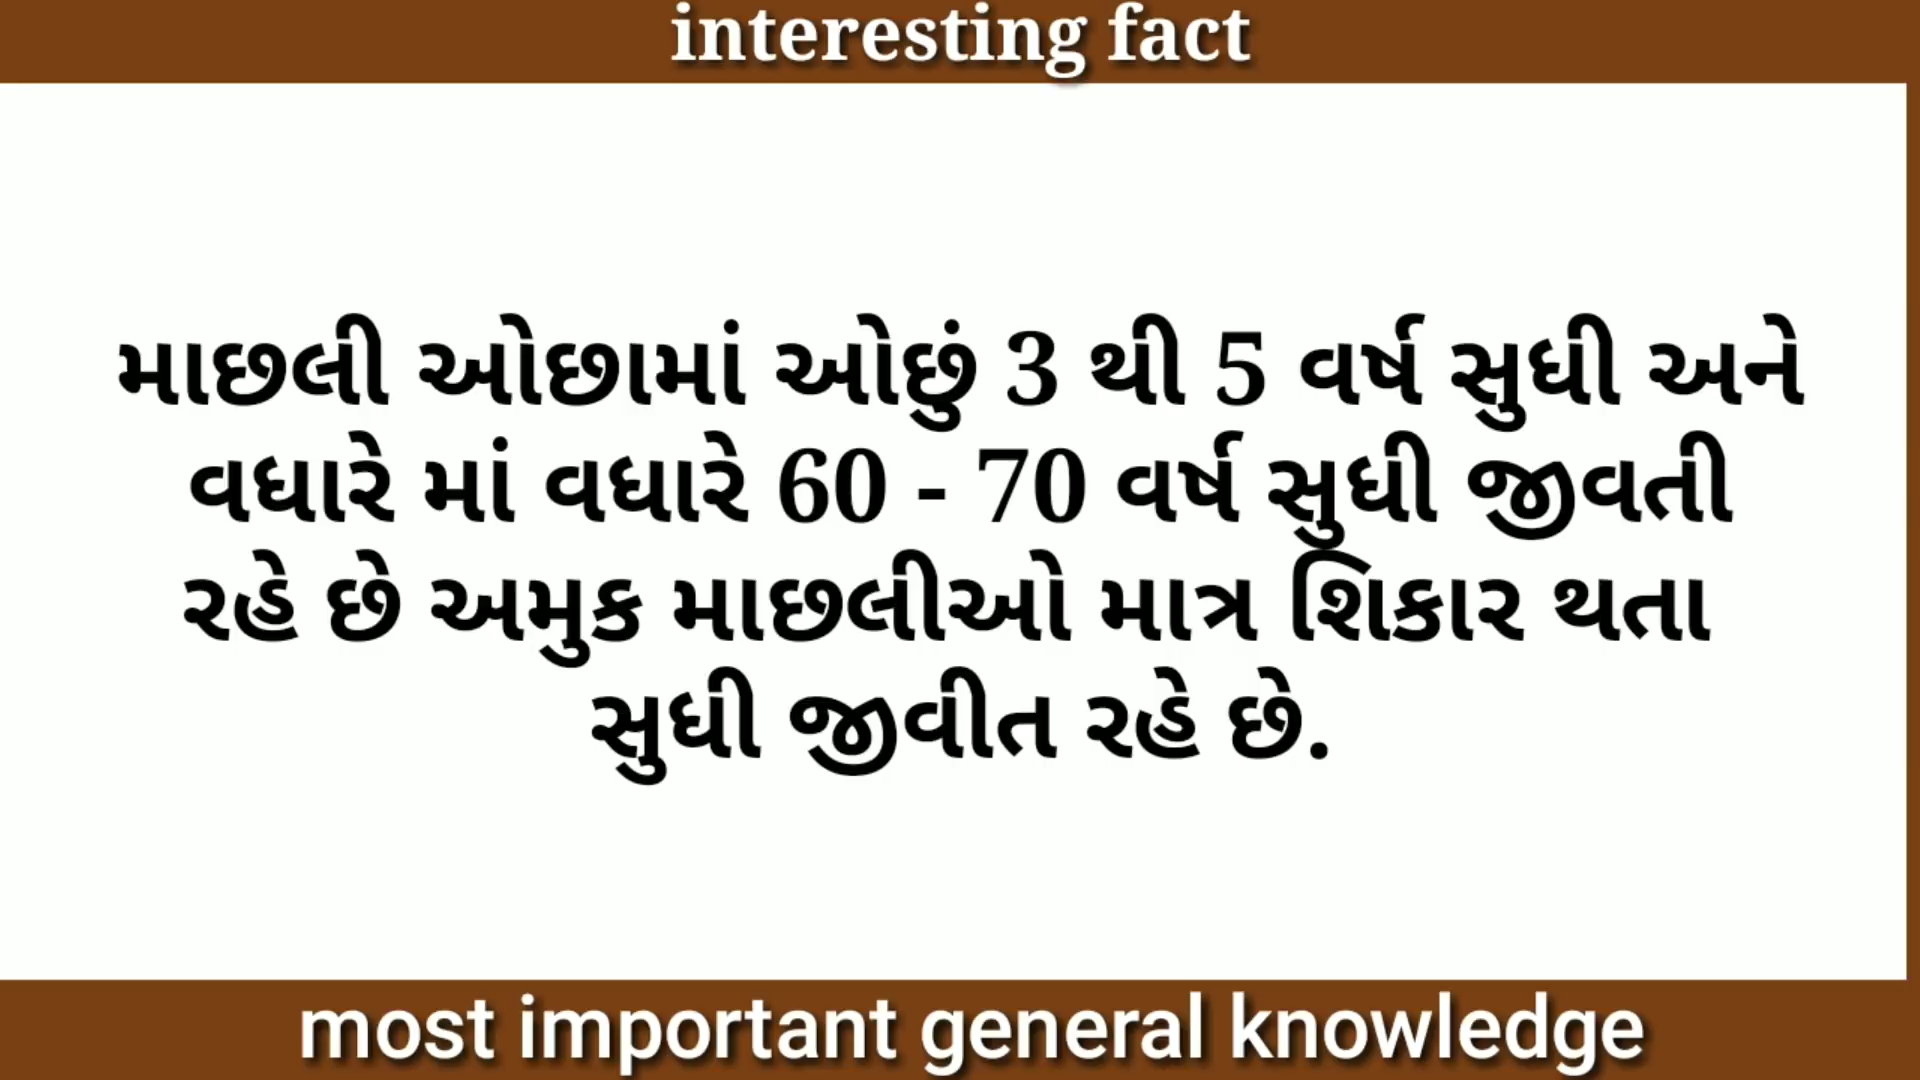 interesting fact
માછલી ઓછામાં ઓછું 3 થી 5 વર્ષ સુધી અને
વધારે માં વધારે 60 - 70 વર્ષ સુધી જીવતી
રહે છે અમુક માછલીઓ માત્ર શિકાર થતા
સુધી જીવીત રહે છે.
most important general knowledge